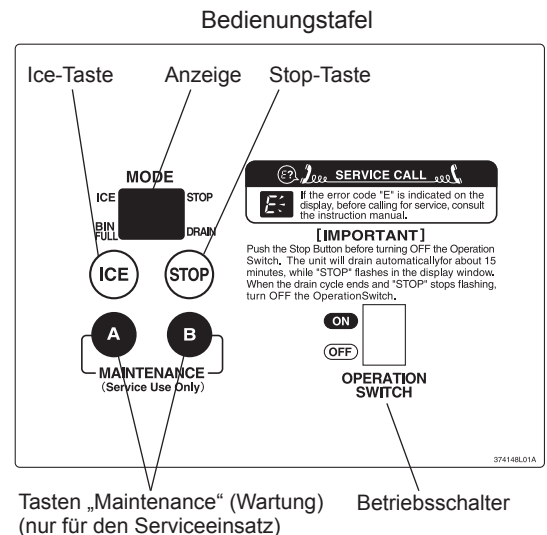 Bedienungstafel
Ice-Taste
Anzeige
Stop-Taste
MODE
ICE
STOP
BIN
FULL
DRAIN
ICE
STOP
A
B
MAINTENANCE
(Service Use Only)
E?
SERVICE CALL
E
If the error code "E" is indicated on the
display, before calling for service, consult
the instruction manual.
[IMPORTANT]
Push the Stop Button before turning OFF the Operation
Switch. The unit will drain automaticallyfor about 15
minutes, while "STOP" flashes in the display window.
When the drain cycle ends and "STOP" stops flashing,
turn OFF the OperationSwitch.
ON
OFF
OPERATION
SWITCH
374148L01A
Tasten „Maintenance“ (Wartung)
(nur für den Serviceeinsatz)
Betriebsschalter